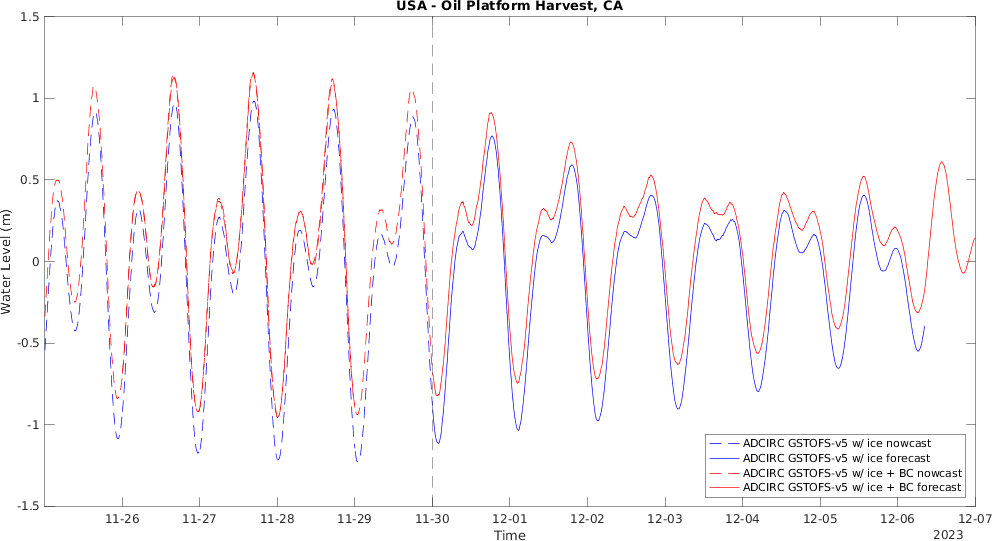 USA - Oil Platform Harvest, CA
Water Level (m)
1.5
1
0.5
0
-0.5
-1
-1.5
ADCIRC GSTOFS-v5 w/ ice nowcast
ADCIRC GSTOFS-v5 w/ ice forecast
ADCIRC GSTOFS-v5 w/ ice + BC nowcast
ADCIRC GSTOFS-v5 w/ ice + BC forecast
11-26 11-27 11-28 11-29 11-30 12-01 12-02 12-03 12-04 12-05 12-06 12-07
Time
2023